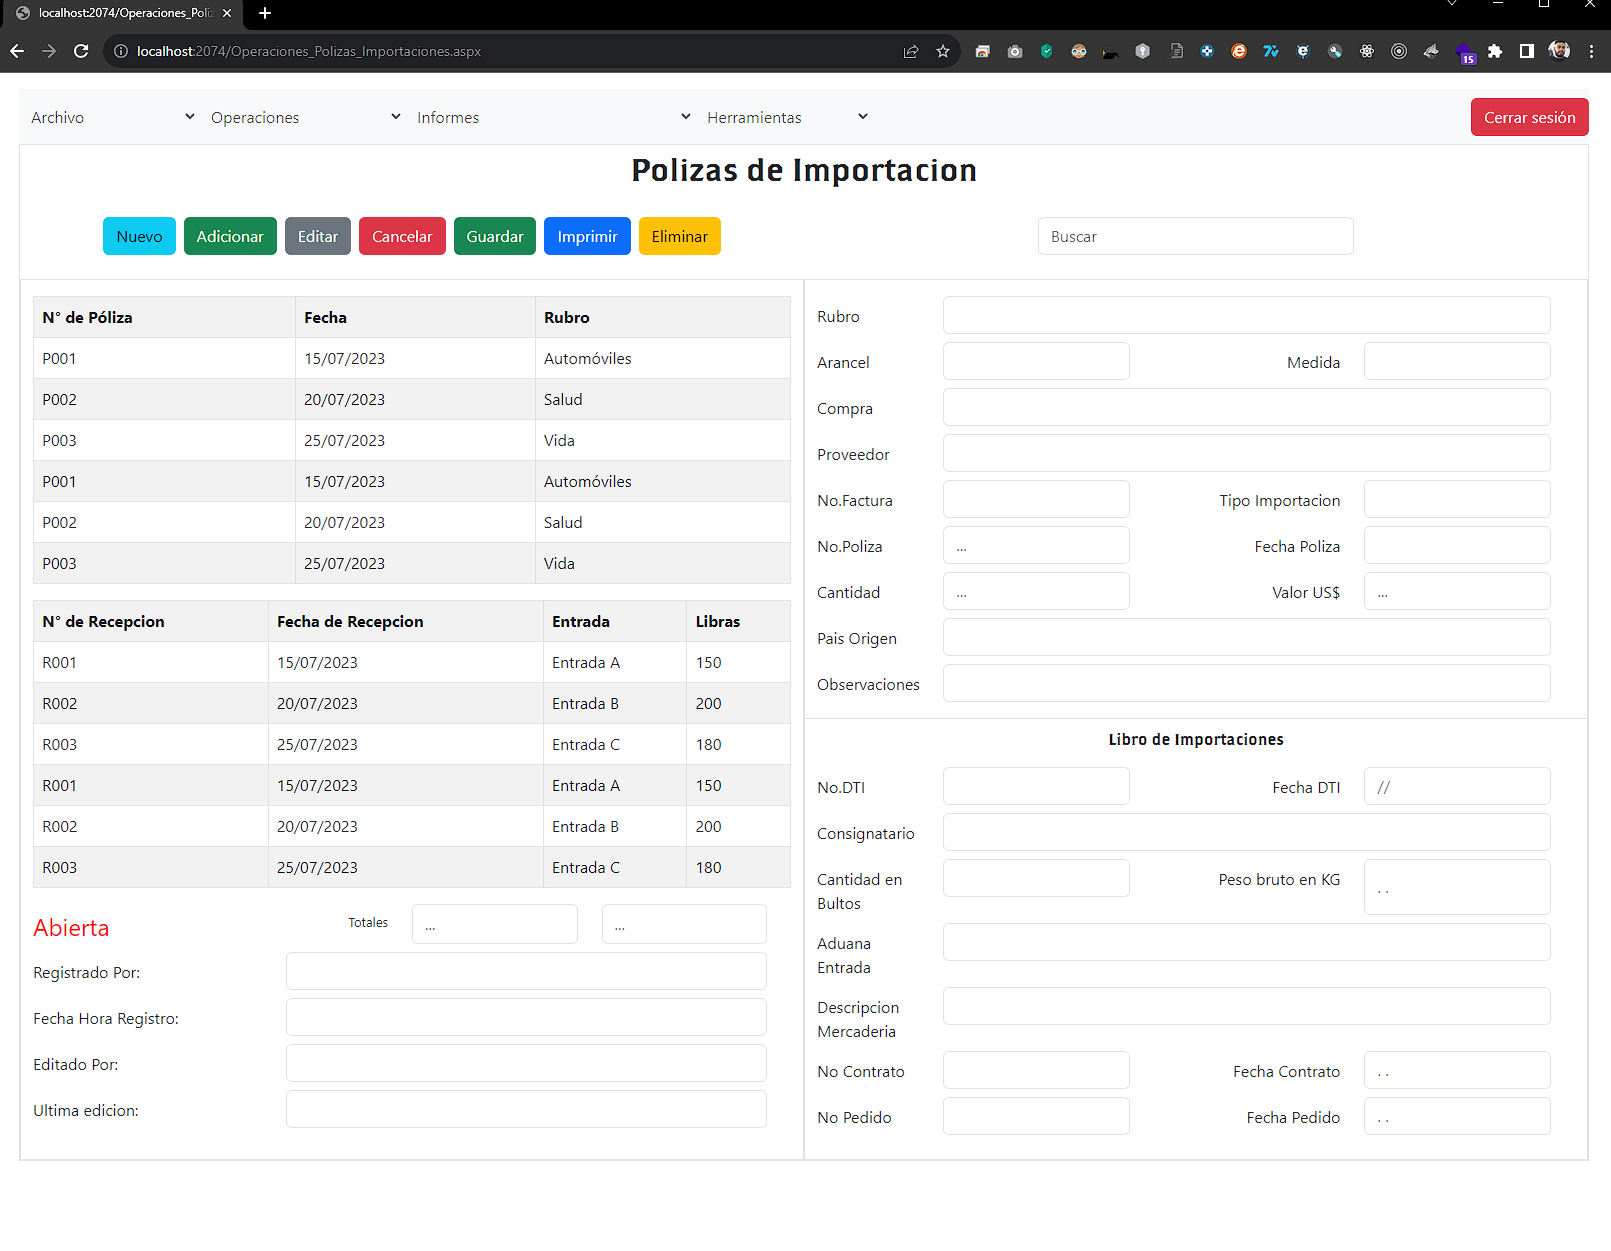 localhost:2074/Operaciones_Poliz
localhost:2074/Operaciones_Polizas_Importaciones.aspx
15
Archivo Operaciones Informes Herramientas Cerrar sesión
Polizas de Importacion
Nuevo Adicionar Editar Cancelar Guardar Imprimir Eliminar Buscar
N° de Póliza Fecha Rubro
P001 15/07/2023 Automóviles
P002 20/07/2023 Salud
P003 25/07/2023 Vida
P001 15/07/2023 Automóviles
P002 20/07/2023 Salud
P003 25/07/2023 Vida
N° de Recepcion Fecha de Recepcion Entrada Libras
R001 15/07/2023 Entrada A 150
R002 20/07/2023 Entrada B 200
R003 25/07/2023 Entrada C 180
R001 15/07/2023 Entrada A 150
R002 20/07/2023 Entrada B 200
R003 25/07/2023 Entrada C 180
Abierta Totales ... ...
Registrado Por:
Fecha Hora Registro:
Editado Por:
Ultima edicion:
Rubro
Arancel Medida
Compra
Proveedor
No.Factura Tipo Importacion
No.Poliza ... Fecha Poliza
Cantidad ... Valor US$ ...
Pais Origen
Observaciones
Libro de Importaciones
No.DTI Fecha DTI //
Consignatario
Cantidad en Peso bruto en KG . .
Bultos
Aduana
Entrada
Descripcion
Mercaderia
No Contrato Fecha Contrato . .
No Pedido Fecha Pedido . .